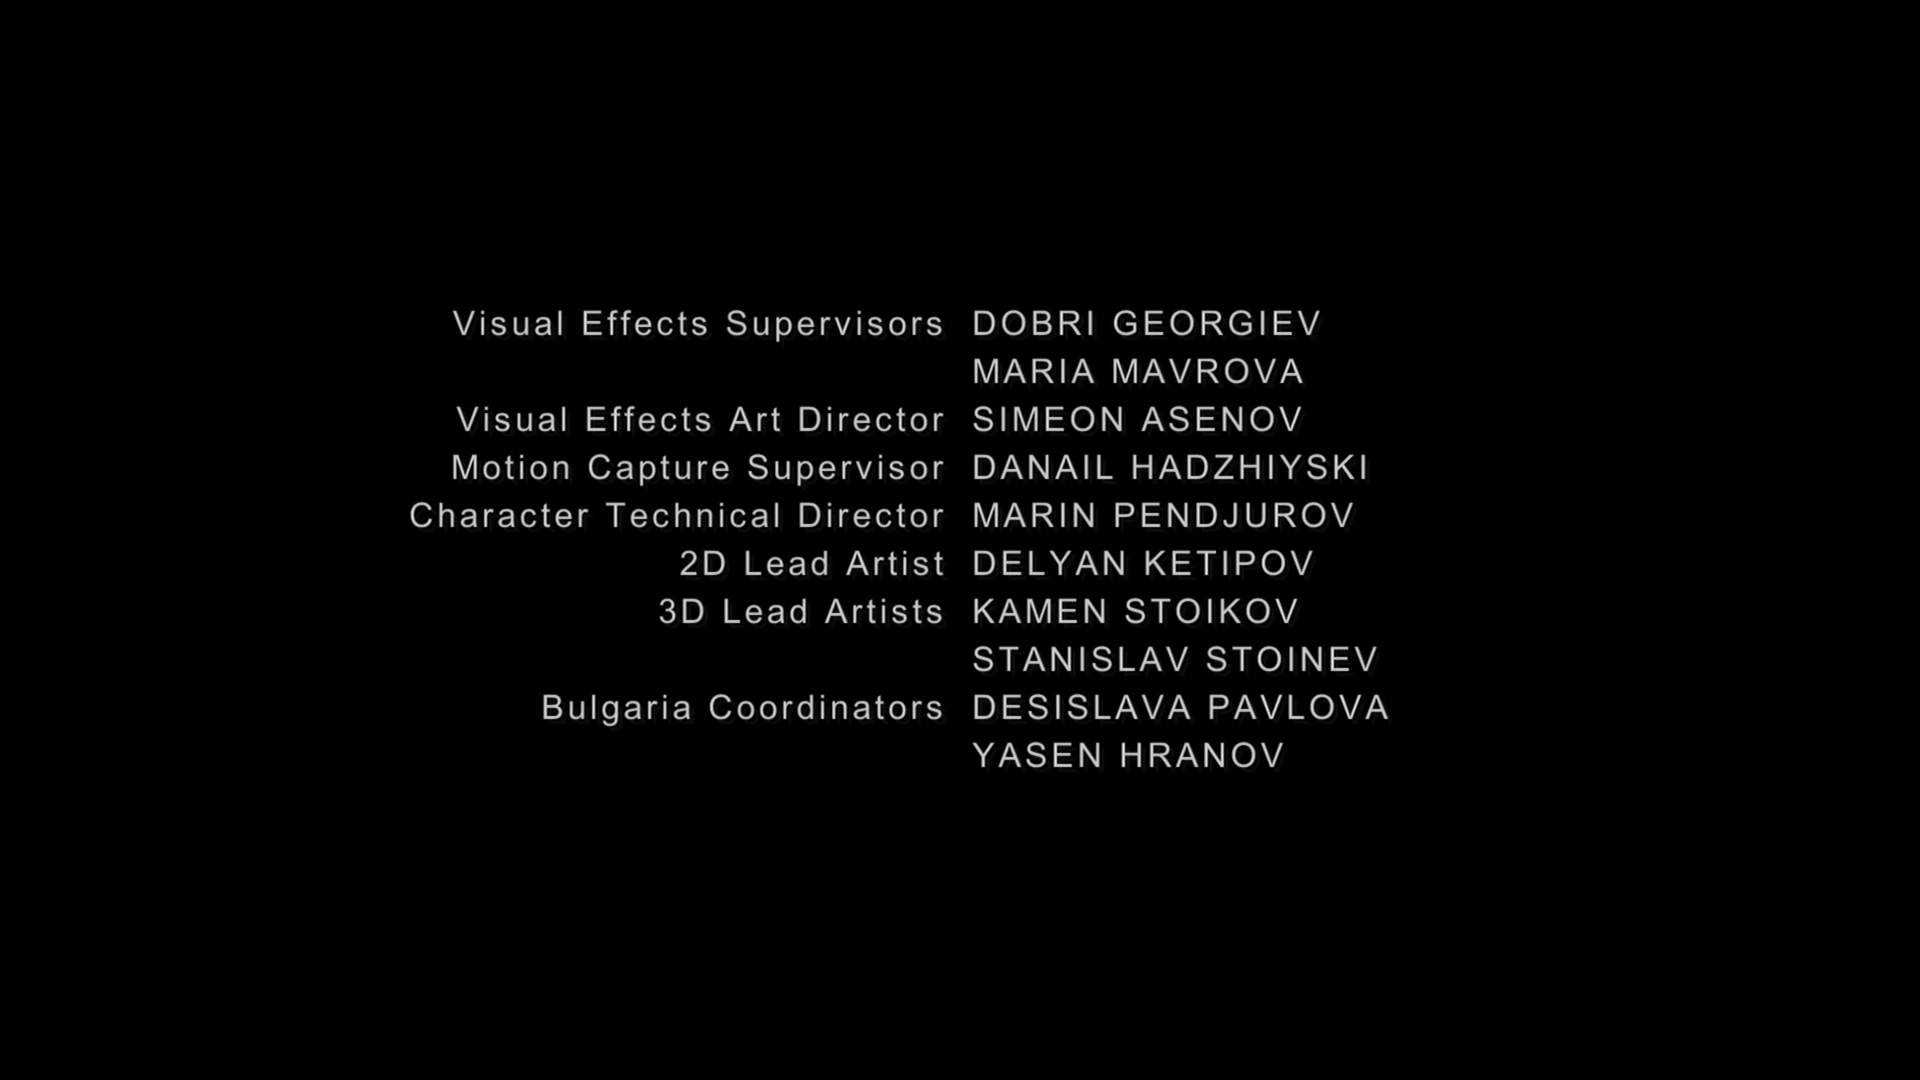 Visual Effects Supervisors DOBRI GEORGIEV
MARIA MAVROVA
Visual Effects Art Director SIMEON ASENOV
Motion Capture Supervisor DANAIL HADZHIYSKI
Character Technical Director MARIN PENDJUROV
2D Lead Artist DELYAN KETIPOV
3D Lead Artists KAMEN STOIKOV
STANISLAV STOINEV
Bulgaria Coordinators DESISLAVA PAVLOVA
YASEN HRANOV